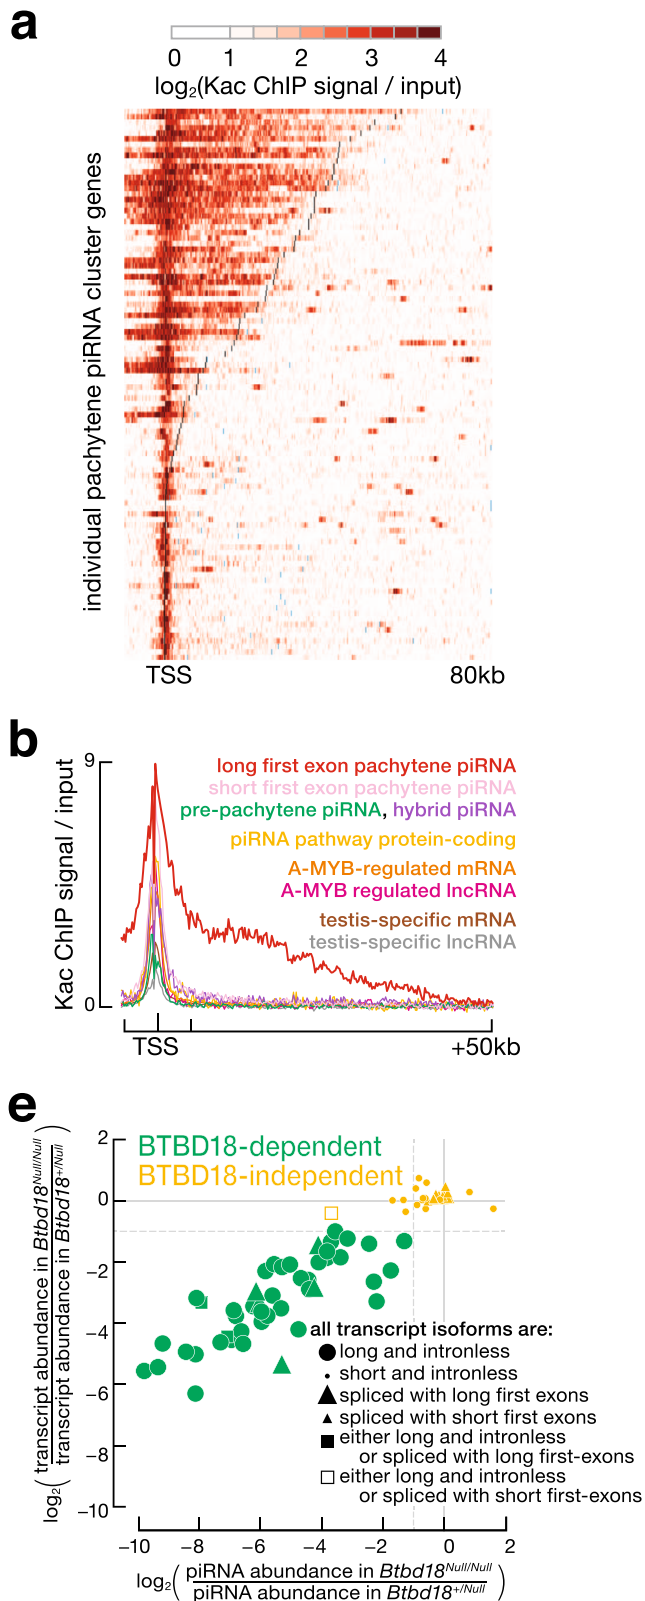 a
0 1 2 3 4
log2(Kac ChIP signal / input)
individual pachytene piRNA cluster genes
TSS 80kb
b
Kac ChIP signal / input
9
0
long first exon pachytene piRNA
short first exon pachytene piRNA
pre-pachytene piRNA, hybrid piRNA
piRNA pathway protein-coding
A-MYB-regulated mRNA
A-MYB regulated lncRNA
testis-specific mRNA
testis-specific lncRNA
TSS +50kb
e
log2( transcript abundance in Btbd18Null/Null
transcript abundance in Btbd18+/Null )
2
0
−2
−4
−6
−8
−10
BTBD18-dependent
BTBD18-independent
all transcript isoforms are:
long and intronless
short and intronless
spliced with long first exons
spliced with short first exons
either long and intronless
or spliced with long first-exons
either long and intronless
or spliced with short first-exons
−10 −8 −6 −4 −2 0 2
log2( piRNA abundance in Btbd18Null/Null
piRNA abundance in Btbd18+/Null )